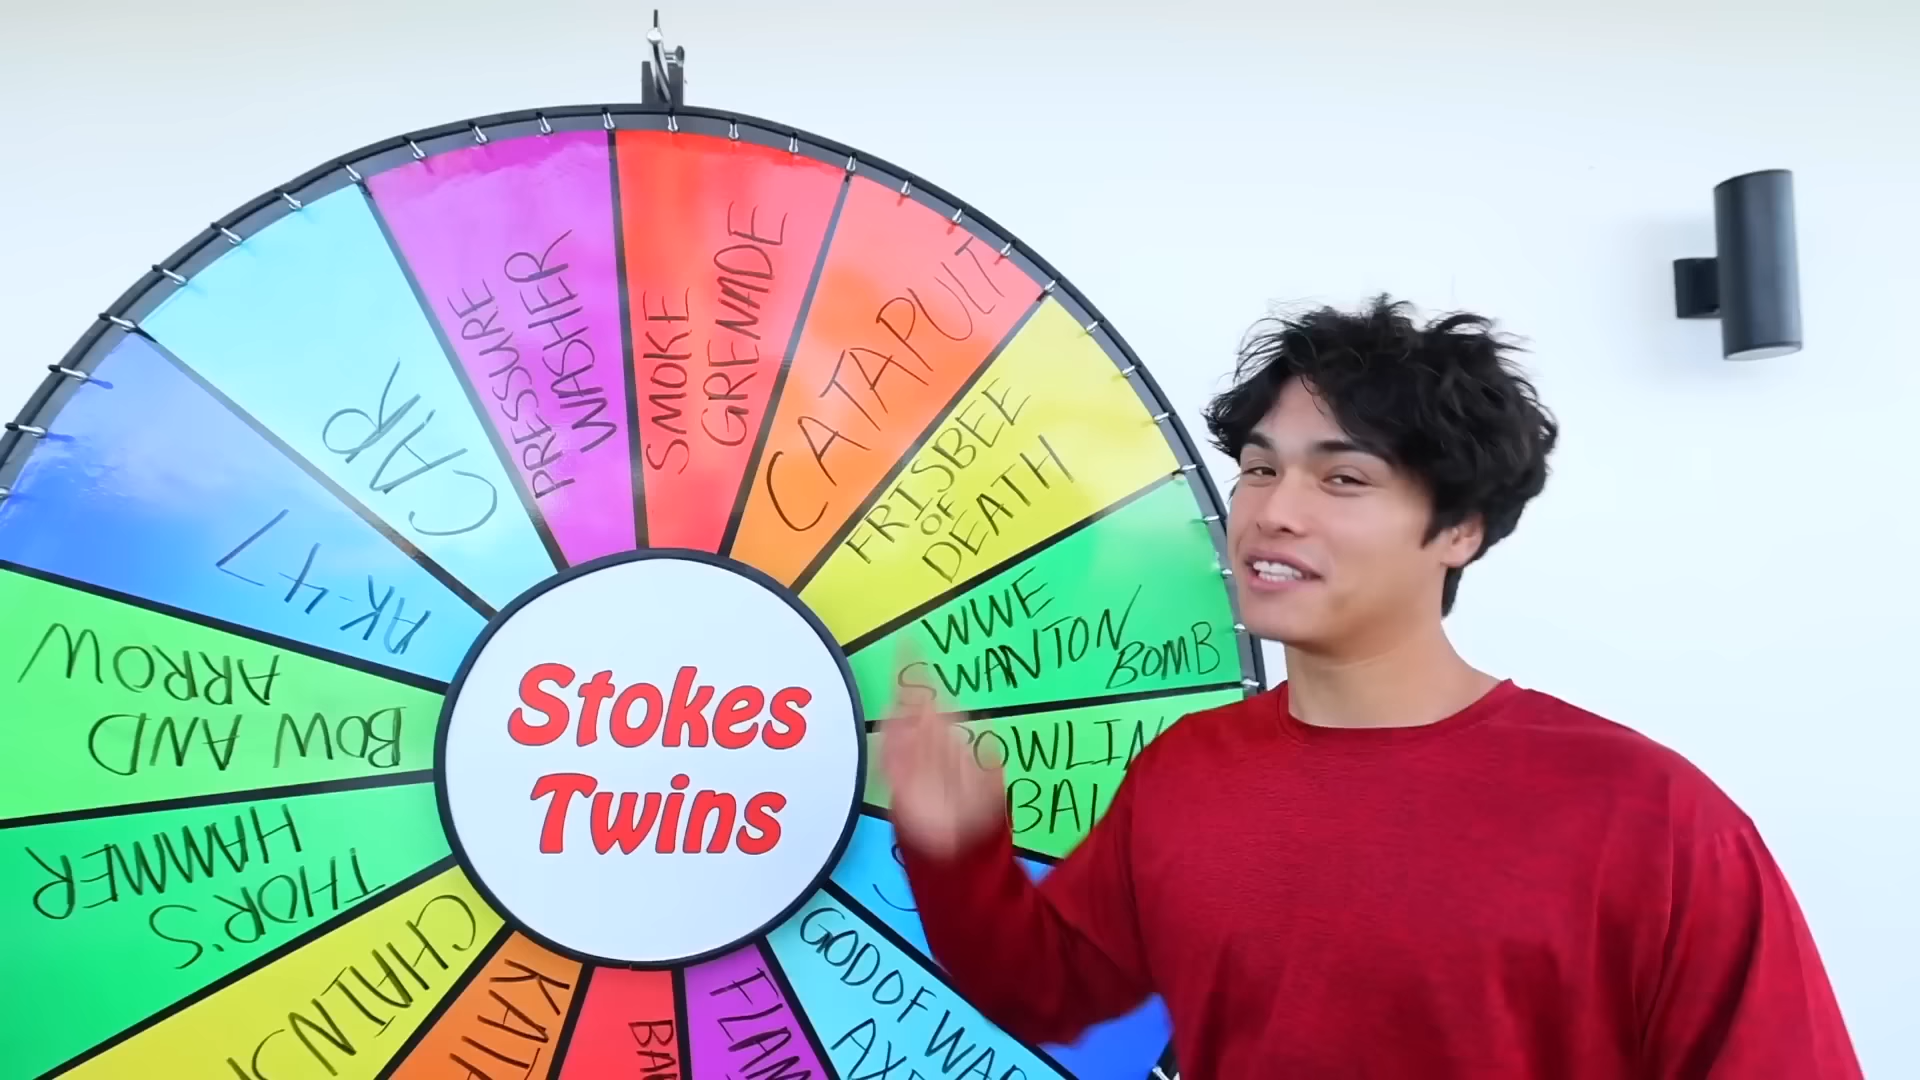 PRESSURE
WASHER
SMOKE
GRENADE
CATAPULT
FRISBEE
OF
DEATH
WWE
SWANTON
BOMB
GOD OF WAR
THOR'S
HAMMER
BOW AND
ARROW
AK-47
CAR
Stokes
Twins